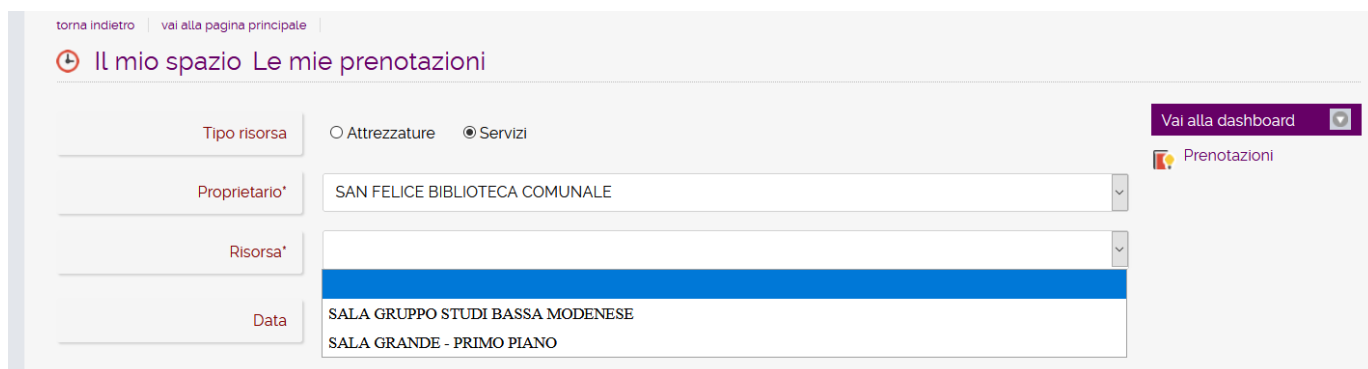 torna indietro vai alla pagina principale
Il mio spazio Le mie prenotazioni
Tipo risorsa Attrezzature Servizi
Vai alla dashboard
Prenotazioni
Proprietario* SAN FELICE BIBLIOTECA COMUNALE
Risorsa*
Data
SALA GRUPPO STUDI BASSA MODENESE
SALA GRANDE - PRIMO PIANO